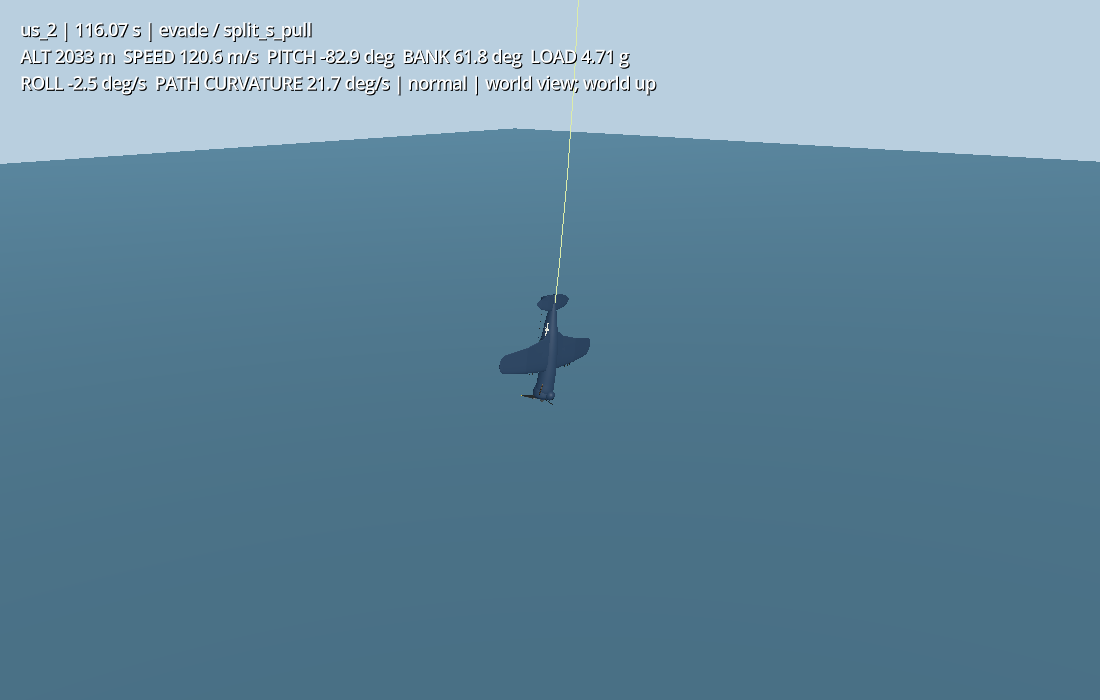 us_2 | 116.07 s | evade / split_s_pull
ALT 2033 m  SPEED 120.6 m/s  PITCH -82.9 deg  BANK 61.8 deg  LOAD 4.71 g
ROLL -2.5 deg/s  PATH CURVATURE 21.7 deg/s | normal | world view; world up